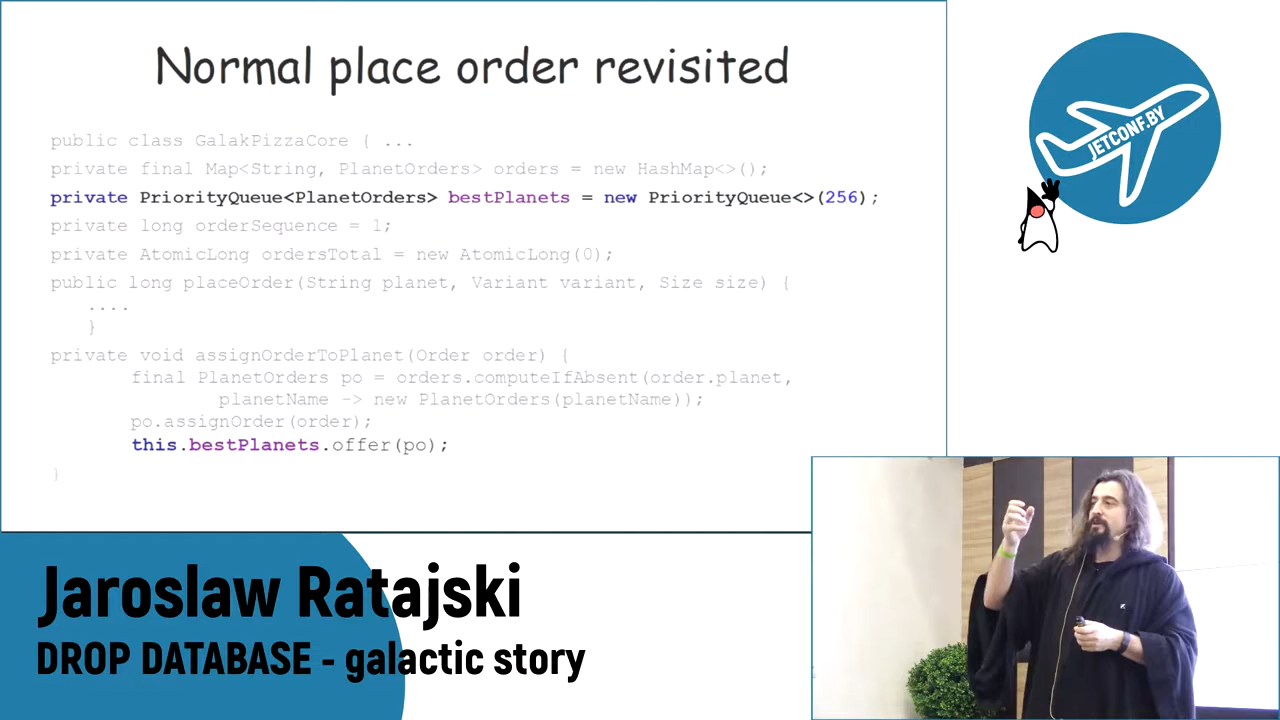 Normal place order revisited
public class GalakPizzaCore { ...
private final Map<String, PlanetOrders> orders = new HashMap<>();
private PriorityQueue<PlanetOrders> bestPlanets = new PriorityQueue<>(256);
private long orderSequence = 1;
private AtomicLong ordersTotal = new AtomicLong(0);
public long placeOrder(String planet, Variant variant, Size size) {
....
}
private void assignOrderToPlanet(Order order) {
final PlanetOrders po = orders.computeIfAbsent(order.planet,
planetName -> new PlanetOrders(planetName));
po.assignOrder(order);
this.bestPlanets.offer(po);
}
JETCONF.BY
Jaroslaw Ratajski
DROP DATABASE - galactic story